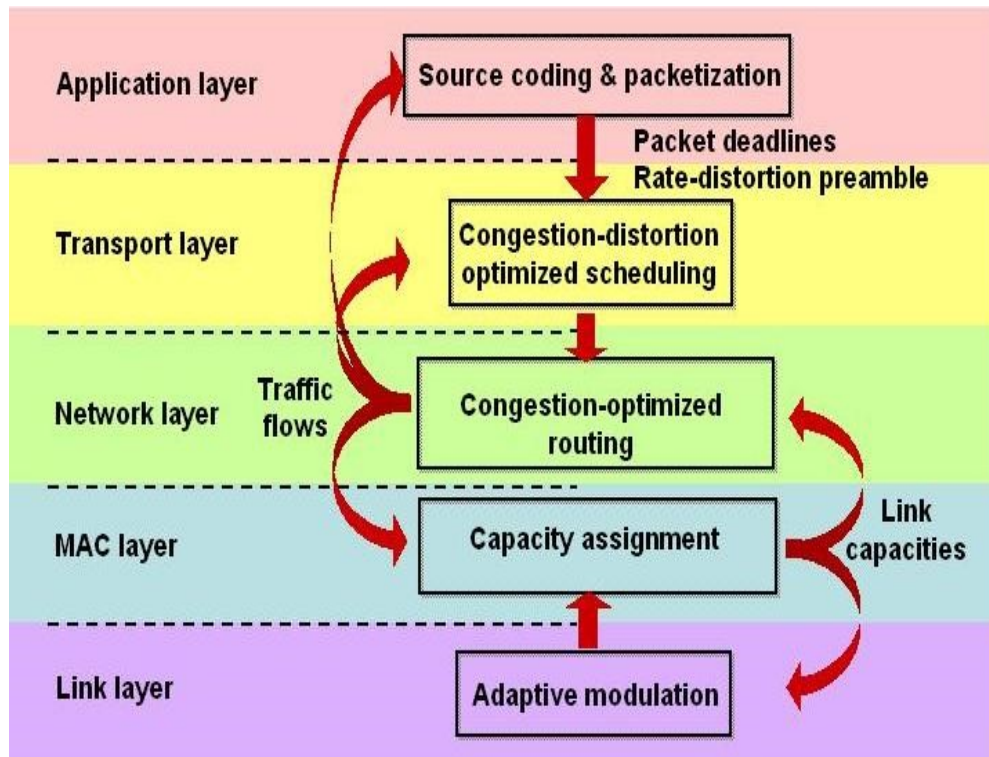 Application layer
Source coding & packetization
Packet deadlines
Rate-distortion preamble
Transport layer
Congestion-distortion
optimized scheduling
Traffic
flows
Network layer
Congestion-optimized
routing
MAC layer
Capacity assignment
Link
capacities
Link layer
Adaptive modulation